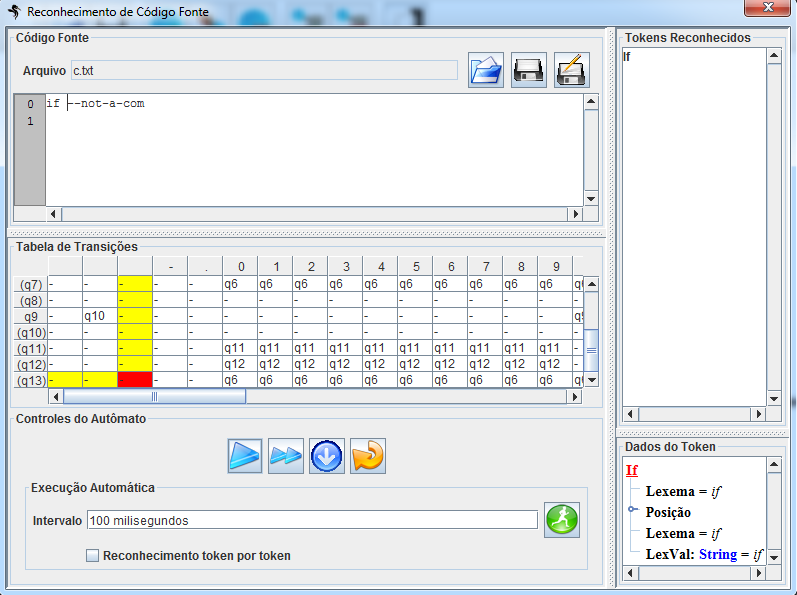 Reconhecimento de Código Fonte
Código Fonte
Arquivo c.txt
0 if --not-a-com
1
Tabela de Transições
- . 0 1 2 3 4 5 6 7 8 9
(q7) - - - - - q6 q6 q6 q6 q6 q6 q6 q6 q6 q6
(q8) - - - - - - - - - - - - - - -
q9 - q10 - - - - - - - - - - - - -
(q10) - - - - - - - - - - - - - - -
(q11) - - - - - q11 q11 q11 q11 q11 q11 q11 q11 q11 q11 -
(q12) - - - - - q12 q12 q12 q12 q12 q12 q12 q12 q12 q12 -
(q13) - - - - - q6 q6 q6 q6 q6 q6 q6 q6 q6 q6
Controles do Autômato
Execução Automática
Intervalo 100 milisegundos
Reconhecimento token por token
Tokens Reconhecidos
If
Dados do Token
If
Lexema = if
Posição
Lexema = if
LexVal: String = if